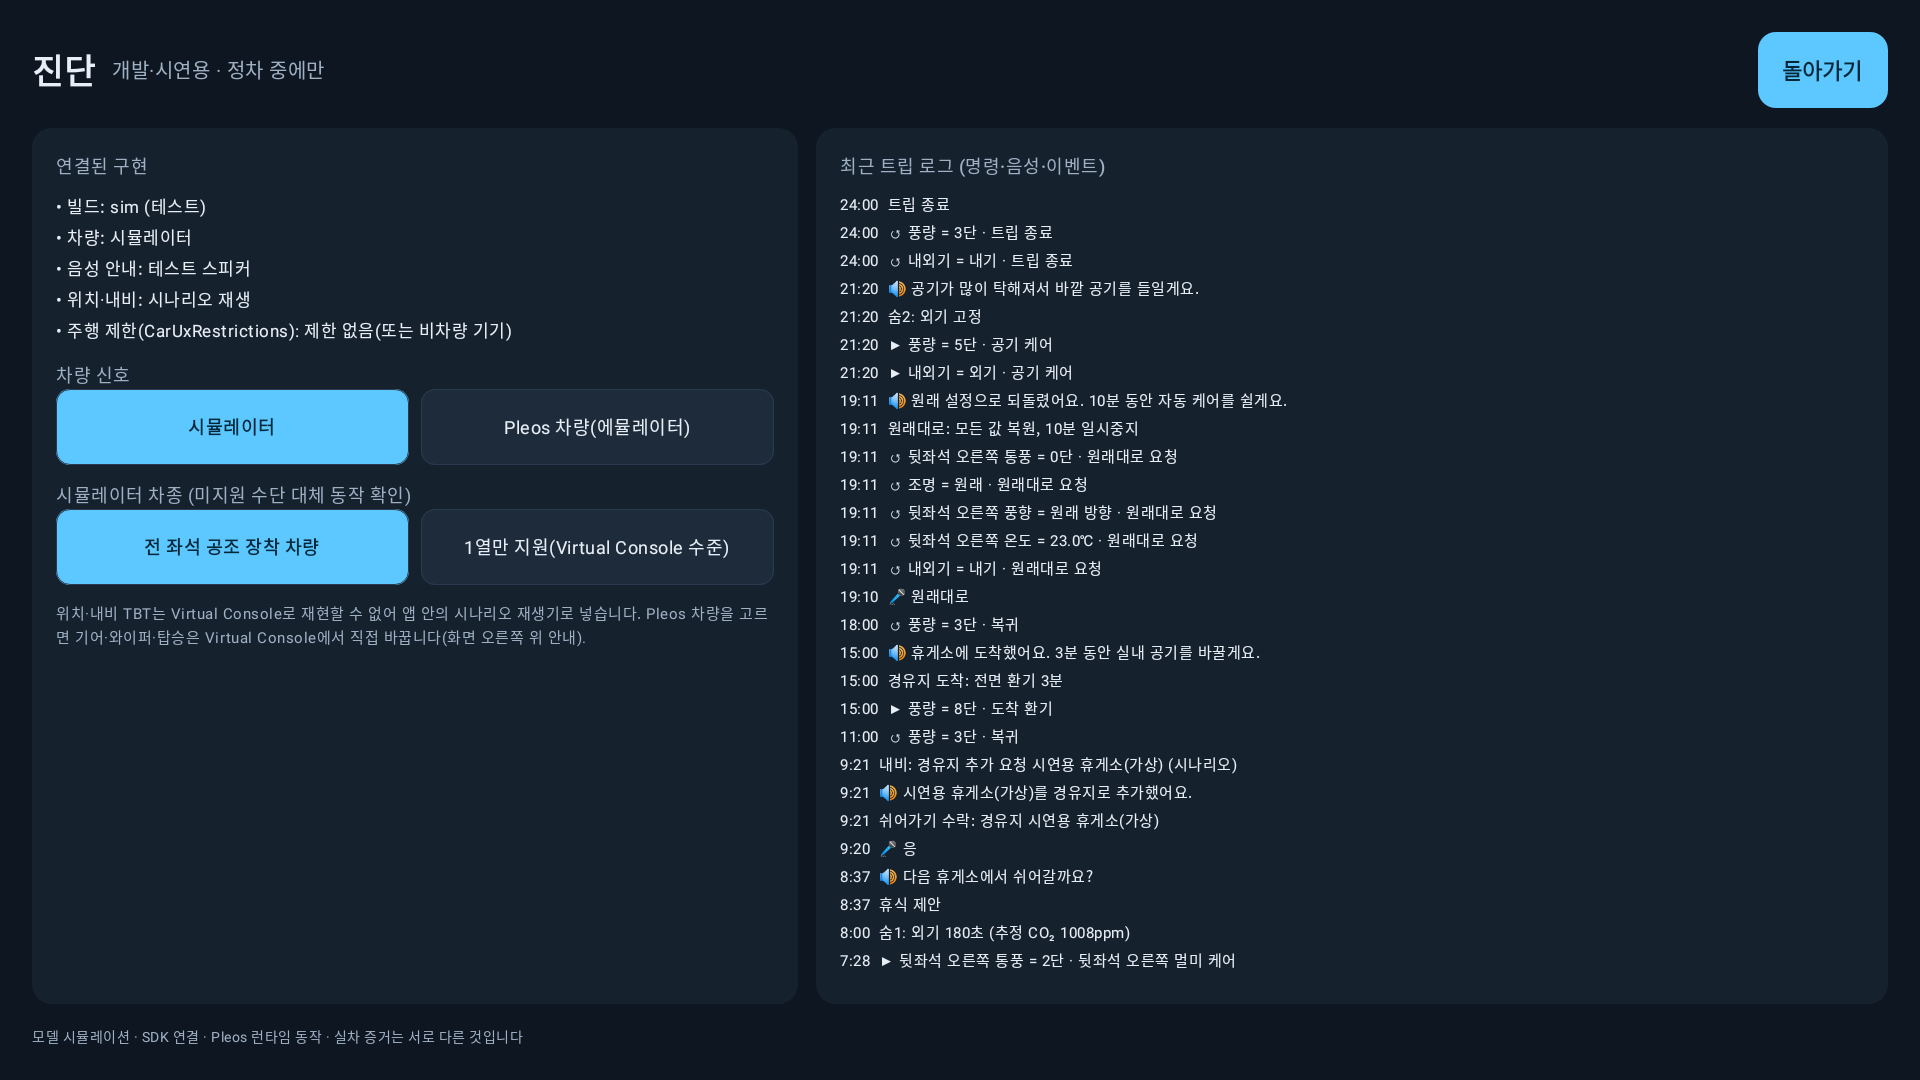 진단
개발·시연용 · 정차 중에만
돌아가기
연결된 구현
• 빌드: sim (테스트)
• 차량: 시뮬레이터
• 음성 안내: 테스트 스피커
• 위치·내비: 시나리오 재생
• 주행 제한(CarUxRestrictions): 제한 없음(또는 비차량 기기)
차량 신호
시뮬레이터
Pleos 차량(에뮬레이터)
시뮬레이터 차종 (미지원 수단 대체 동작 확인)
전 좌석 공조 장착 차량
1열만 지원(Virtual Console 수준)
위치·내비 TBT는 Virtual Console로 재현할 수 없어 앱 안의 시나리오 재생기로 넣습니다. Pleos 차량을 고르
면 기어·와이퍼·탑승은 Virtual Console에서 직접 바꿉니다(화면 오른쪽 위 안내).
최근 트립 로그 (명령·음성·이벤트)
24:00 트립 종료
24:00 ↺ 풍량 = 3단 · 트립 종료
24:00 ↺ 내외기 = 내기 · 트립 종료
21:20 🔊 공기가 많이 탁해져서 바깥 공기를 들일게요.
21:20 숨2: 외기 고정
21:20 ▶ 풍량 = 5단 · 공기 케어
21:20 ▶ 내외기 = 외기 · 공기 케어
19:11 🔊 원래 설정으로 되돌렸어요. 10분 동안 자동 케어를 쉴게요.
19:11 원래대로: 모든 값 복원, 10분 일시중지
19:11 ↺ 뒷좌석 오른쪽 통풍 = 0단 · 원래대로 요청
19:11 ↺ 조명 = 원래 · 원래대로 요청
19:11 ↺ 뒷좌석 오른쪽 풍향 = 원래 방향 · 원래대로 요청
19:11 ↺ 뒷좌석 오른쪽 온도 = 23.0℃ · 원래대로 요청
19:11 ↺ 내외기 = 내기 · 원래대로 요청
19:10 🎤 원래대로
18:00 ↺ 풍량 = 3단 · 복귀
15:00 🔊 휴게소에 도착했어요. 3분 동안 실내 공기를 바꿀게요.
15:00 경유지 도착: 전면 환기 3분
15:00 ▶ 풍량 = 8단 · 도착 환기
11:00 ↺ 풍량 = 3단 · 복귀
9:21 내비: 경유지 추가 요청 시연용 휴게소(가상) (시나리오)
9:21 🔊 시연용 휴게소(가상)를 경유지로 추가했어요.
9:21 쉬어가기 수락: 경유지 시연용 휴게소(가상)
9:20 🎤 응
8:37 🔊 다음 휴게소에서 쉬어갈까요?
8:37 휴식 제안
8:00 숨1: 외기 180초 (추정 CO₂ 1008ppm)
7:28 ▶ 뒷좌석 오른쪽 통풍 = 2단 · 뒷좌석 오른쪽 멀미 케어
모델 시뮬레이션 · SDK 연결 · Pleos 런타임 동작 · 실차 증거는 서로 다른 것입니다